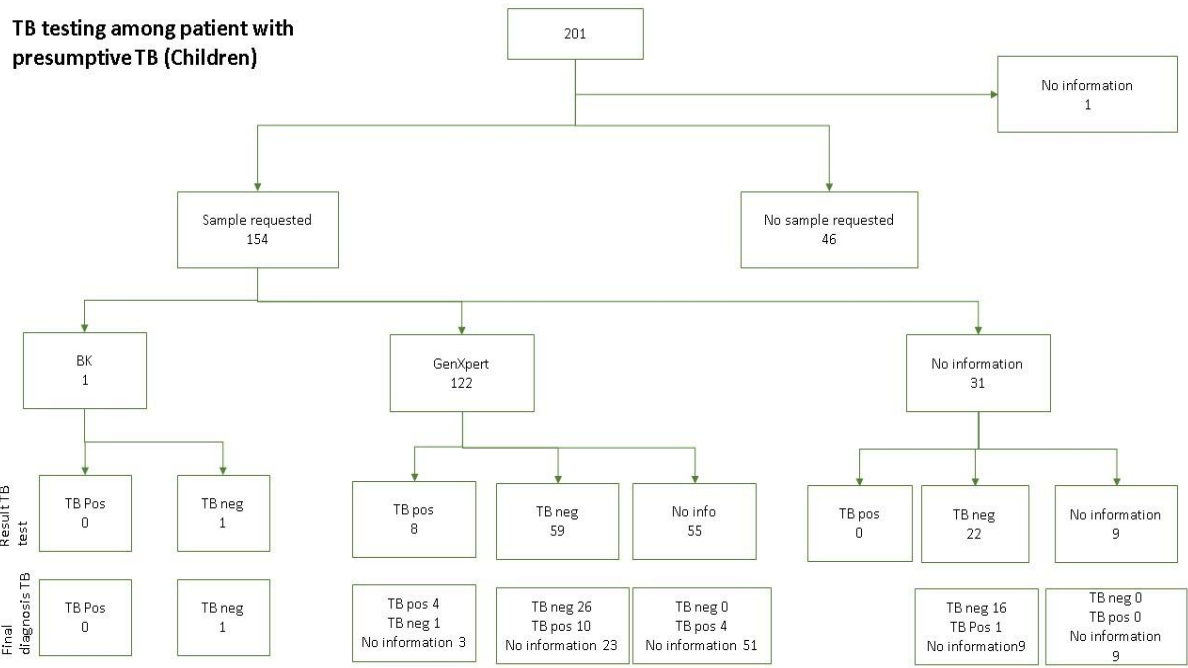 TB testing among patient with
presumptive TB (Children)
201
No information
1
Sample requested
154
No sample requested
46
BK
1
GenXpert
122
No information
31
Result TB
test
TB Pos
0
TB neg
1
TB pos
8
TB neg
59
No info
55
TB pos
0
TB neg
22
No information
9
Final
diagnosis TB
TB Pos
0
TB neg
1
TB pos 4
TB neg 1
No information 3
TB neg 26
TB pos 10
No information 23
TB neg 0
TB pos 4
No information 51
TB neg 16
TB Pos 1
No information9
TB neg 0
TB pos 0
No information
9